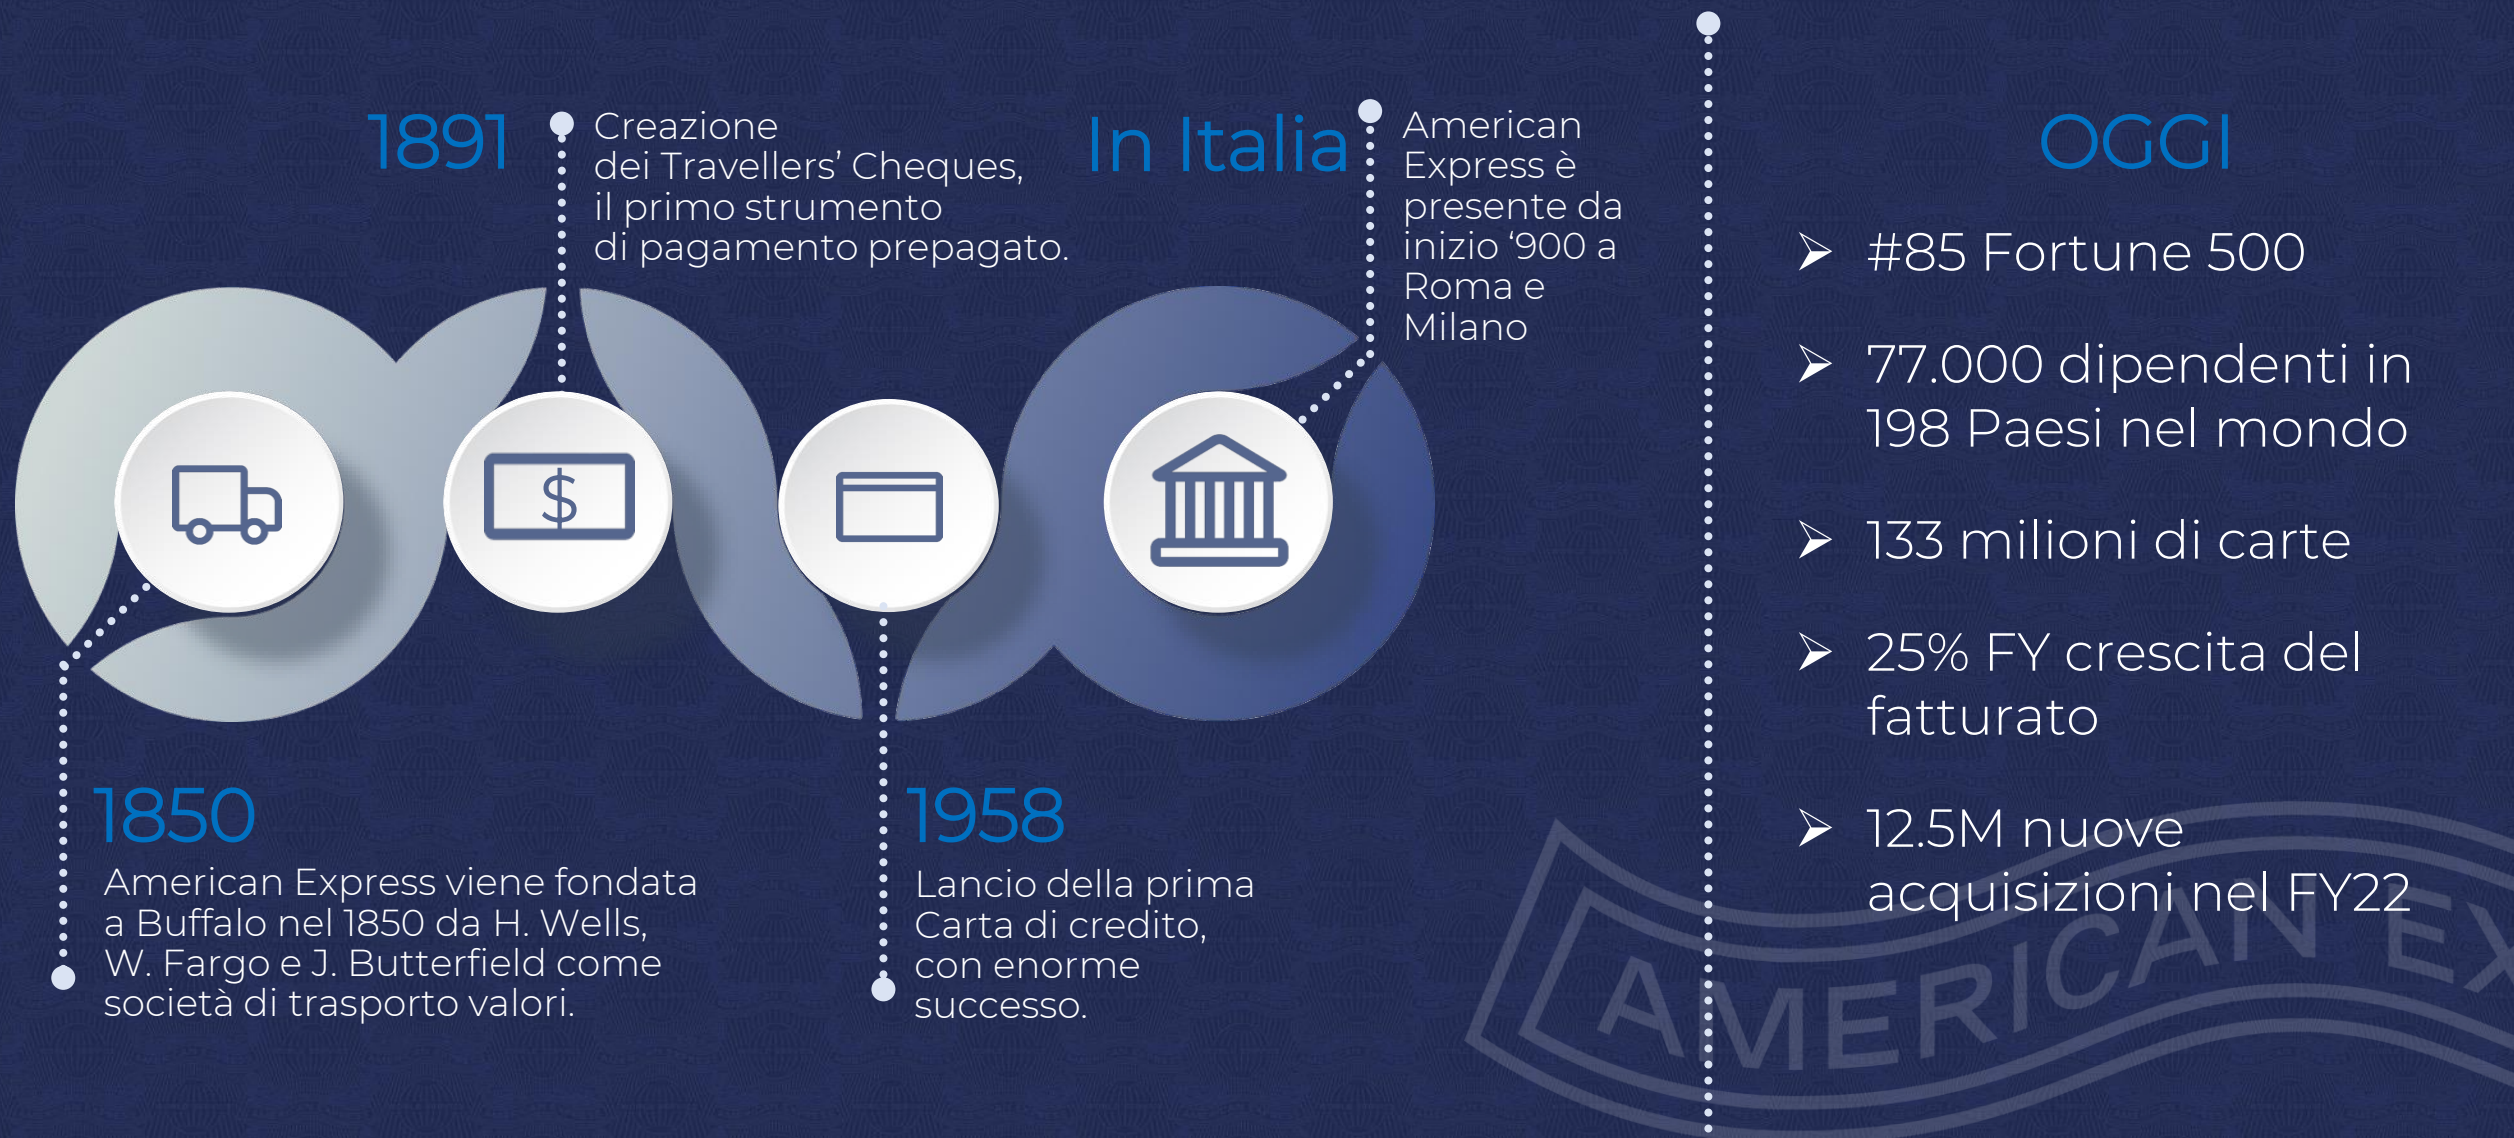 1891
Creazione
dei Travellers’ Cheques,
il primo strumento
di pagamento prepagato.
In Italia
American
Express è
presente da
inizio ‘900 a
Roma e
Milano
$
1850
American Express viene fondata
a Buffalo nel 1850 da H. Wells,
W. Fargo e J. Butterfield come
società di trasporto valori.
1958
Lancio della prima
Carta di credito,
con enorme
successo.
OGGI
➢ #85 Fortune 500
➢ 77.000 dipendenti in
198 Paesi nel mondo
➢ 133 milioni di carte
➢ 25% FY crescita del
fatturato
➢ 12.5M nuove
acquisizioni nel FY22
AMERICAN EX